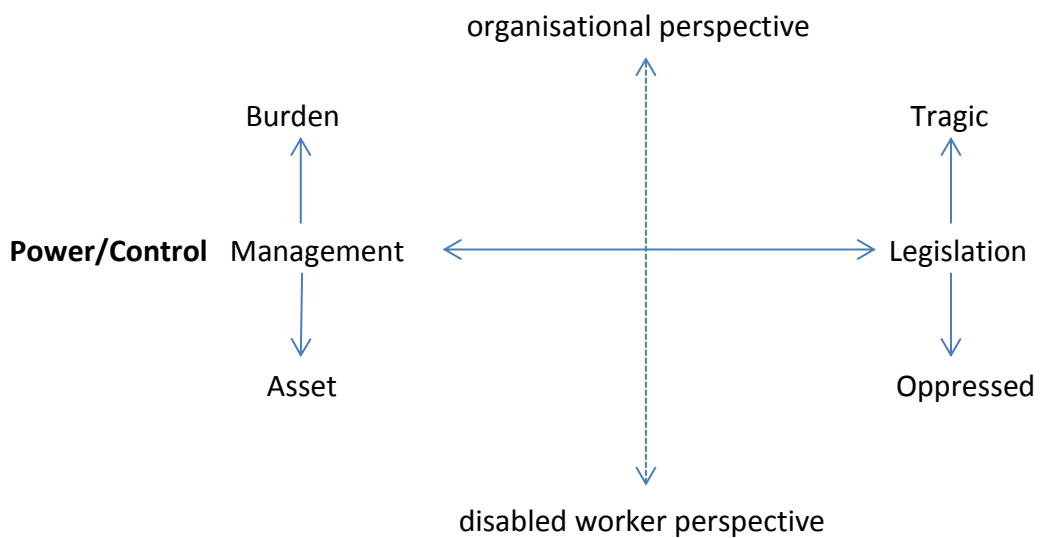 organisational perspective
Burden
Tragic
Power/Control Management
Legislation
Asset
Oppressed
disabled worker perspective